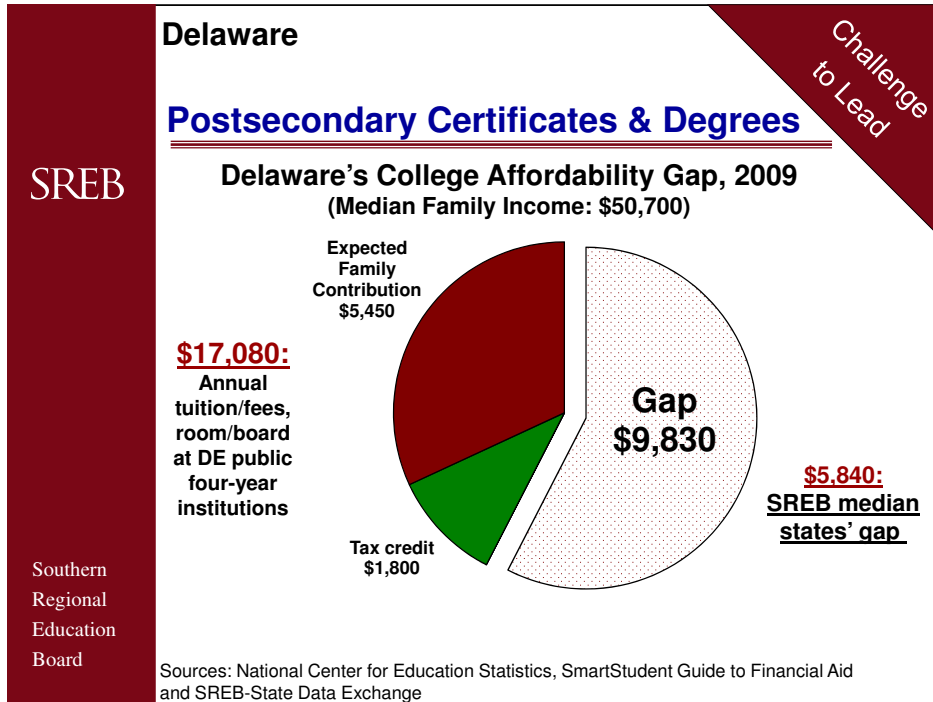 Delaware
Challenge
to Lead
Postsecondary Certificates & Degrees
SREB
Delaware’s College Affordability Gap, 2009
(Median Family Income: $50,700)
Expected
Family
Contribution
$5,450
$17,080:
Annual
tuition/fees,
room/board
at DE public
four-year
institutions
Gap
$9,830
$5,840:
SREB median
states’ gap
Tax credit
$1,800
Southern
Regional
Education
Board
Sources: National Center for Education Statistics, SmartStudent Guide to Financial Aid
and SREB-State Data Exchange